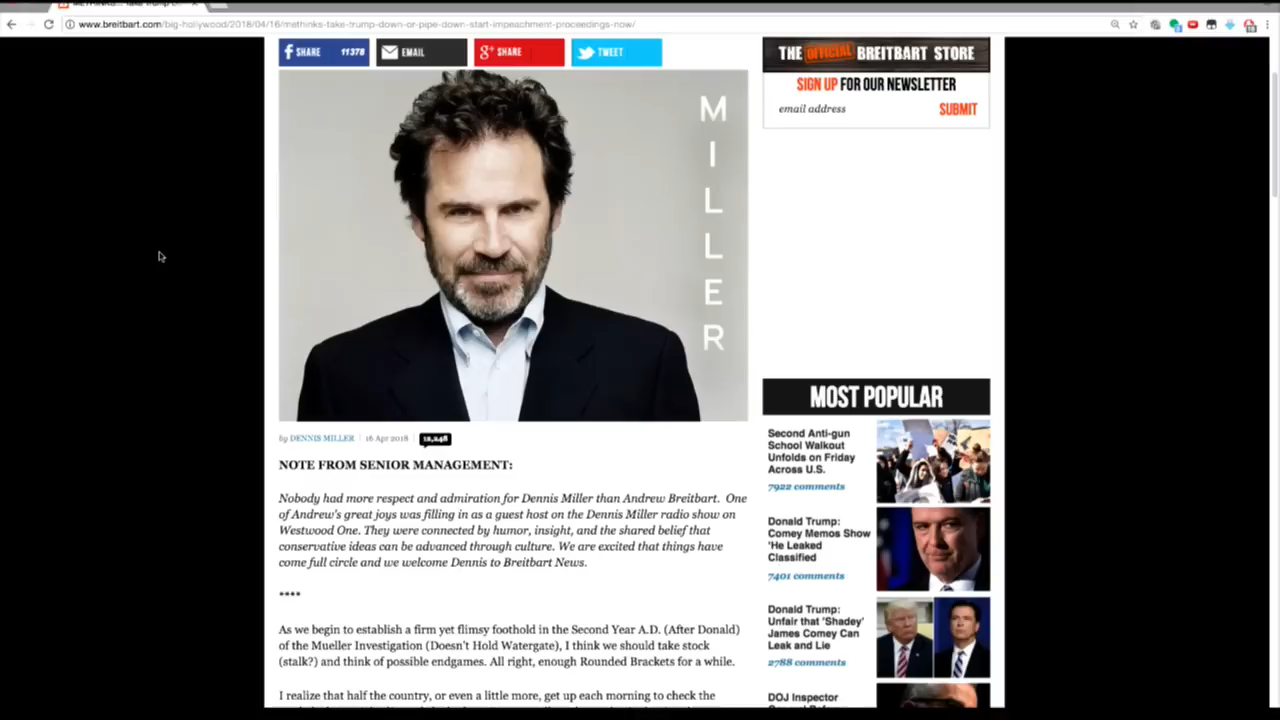 www.breitbart.com/big-hollywood/2018/04/16/methinks-take-trump-down-or-pipe-down-start-impeachment-proceedings-now/
SHARE 11378
EMAIL
SHARE
TWEET
MILLER
by DENNIS MILLER | 16 Apr 2018
NOTE FROM SENIOR MANAGEMENT:
Nobody had more respect and admiration for Dennis Miller than Andrew Breitbart. One
of Andrew's great joys was filling in as a guest host on the Dennis Miller radio show on
Westwood One. They were connected by humor, insight, and the shared belief that
conservative ideas can be advanced through culture. We are excited that things have
come full circle and we welcome Dennis to Breitbart News.
****
As we begin to establish a firm yet flimsy foothold in the Second Year A.D. (After Donald)
of the Mueller Investigation (Doesn't Hold Watergate), I think we should take stock
(stalk?) and think of possible endgames. All right, enough Rounded Brackets for a while.
I realize that half the country, or even a little more, get up each morning to check the
THE OFFICIAL BREITBART STORE
SIGN UP FOR OUR NEWSLETTER
email address SUBMIT
MOST POPULAR
Second Anti-gun
School Walkout
Unfolds on Friday
Across U.S.
7922 comments
Donald Trump:
Comey Memos Show
'He Leaked
Classified
7401 comments
Donald Trump:
Unfair that 'Shadey'
James Comey Can
Leak and Lie
2788 comments
DOJ Inspector